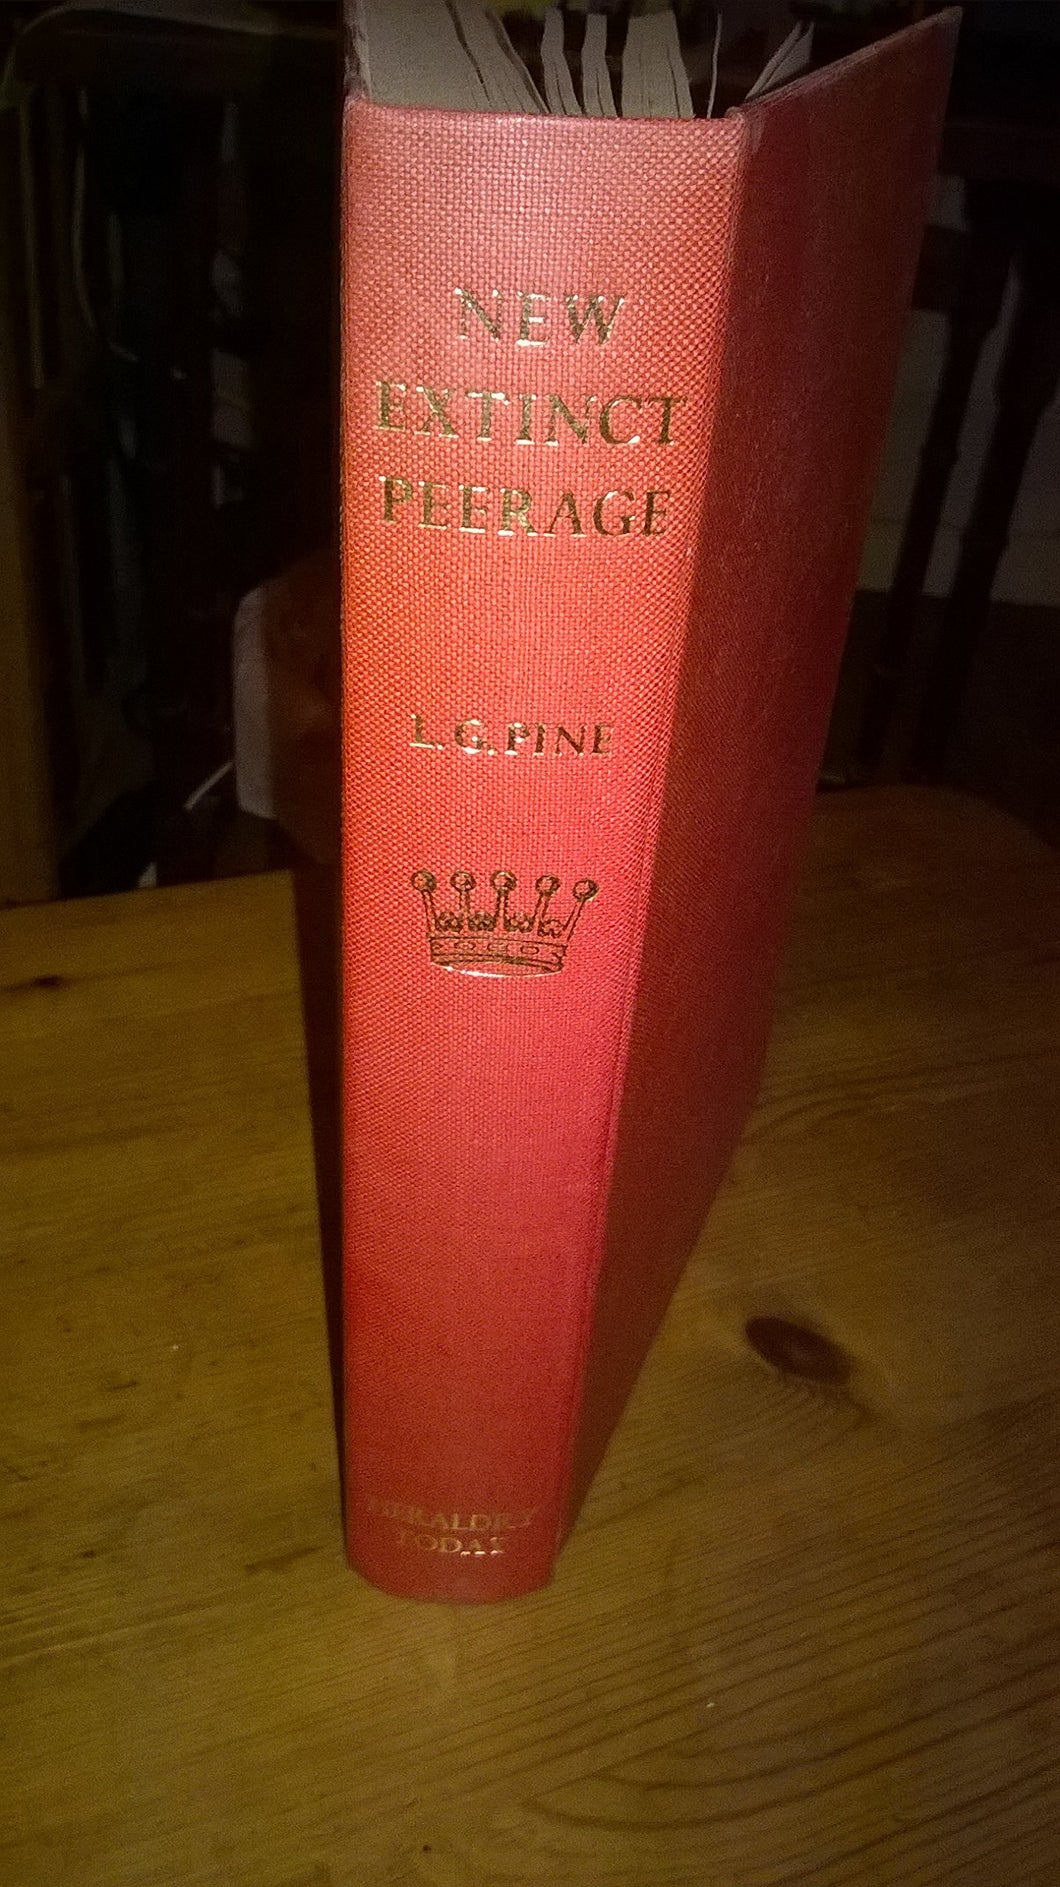 NEW
EXTINCT
PEERAGE
L. G. PINE
HERALDRY
TODAY